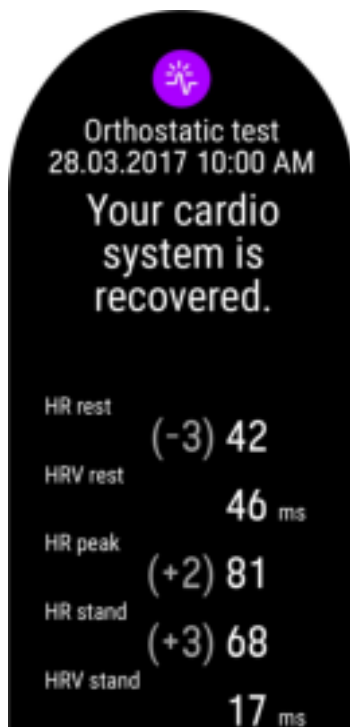 Orthostatic test
28.03.2017 10:00 AM
Your cardio
system is
recovered.
HR rest
(-3) 42
HRV rest
46 ms
HR peak
(+2) 81
HR stand
(+3) 68
HRV stand
17 ms